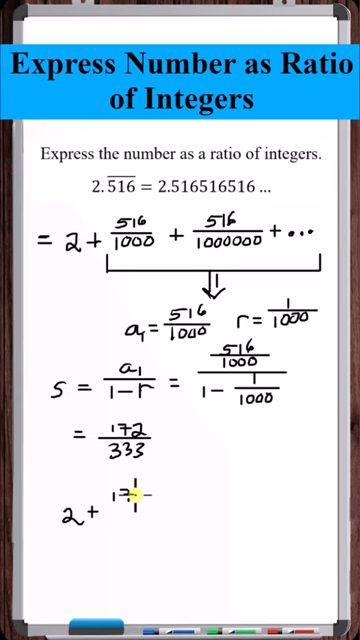 Express Number as Ratio
of Integers
Express the number as a ratio of integers.
2.\overline{516} = 2.516516516 ...
= 2 + 516/1000 + 516/1000000 + ...
a₁ = 516/1000 r = 1/1000
S = a₁/(1 − r) = (516/1000)/(1 − 1/1000)
= 172/333
2 +